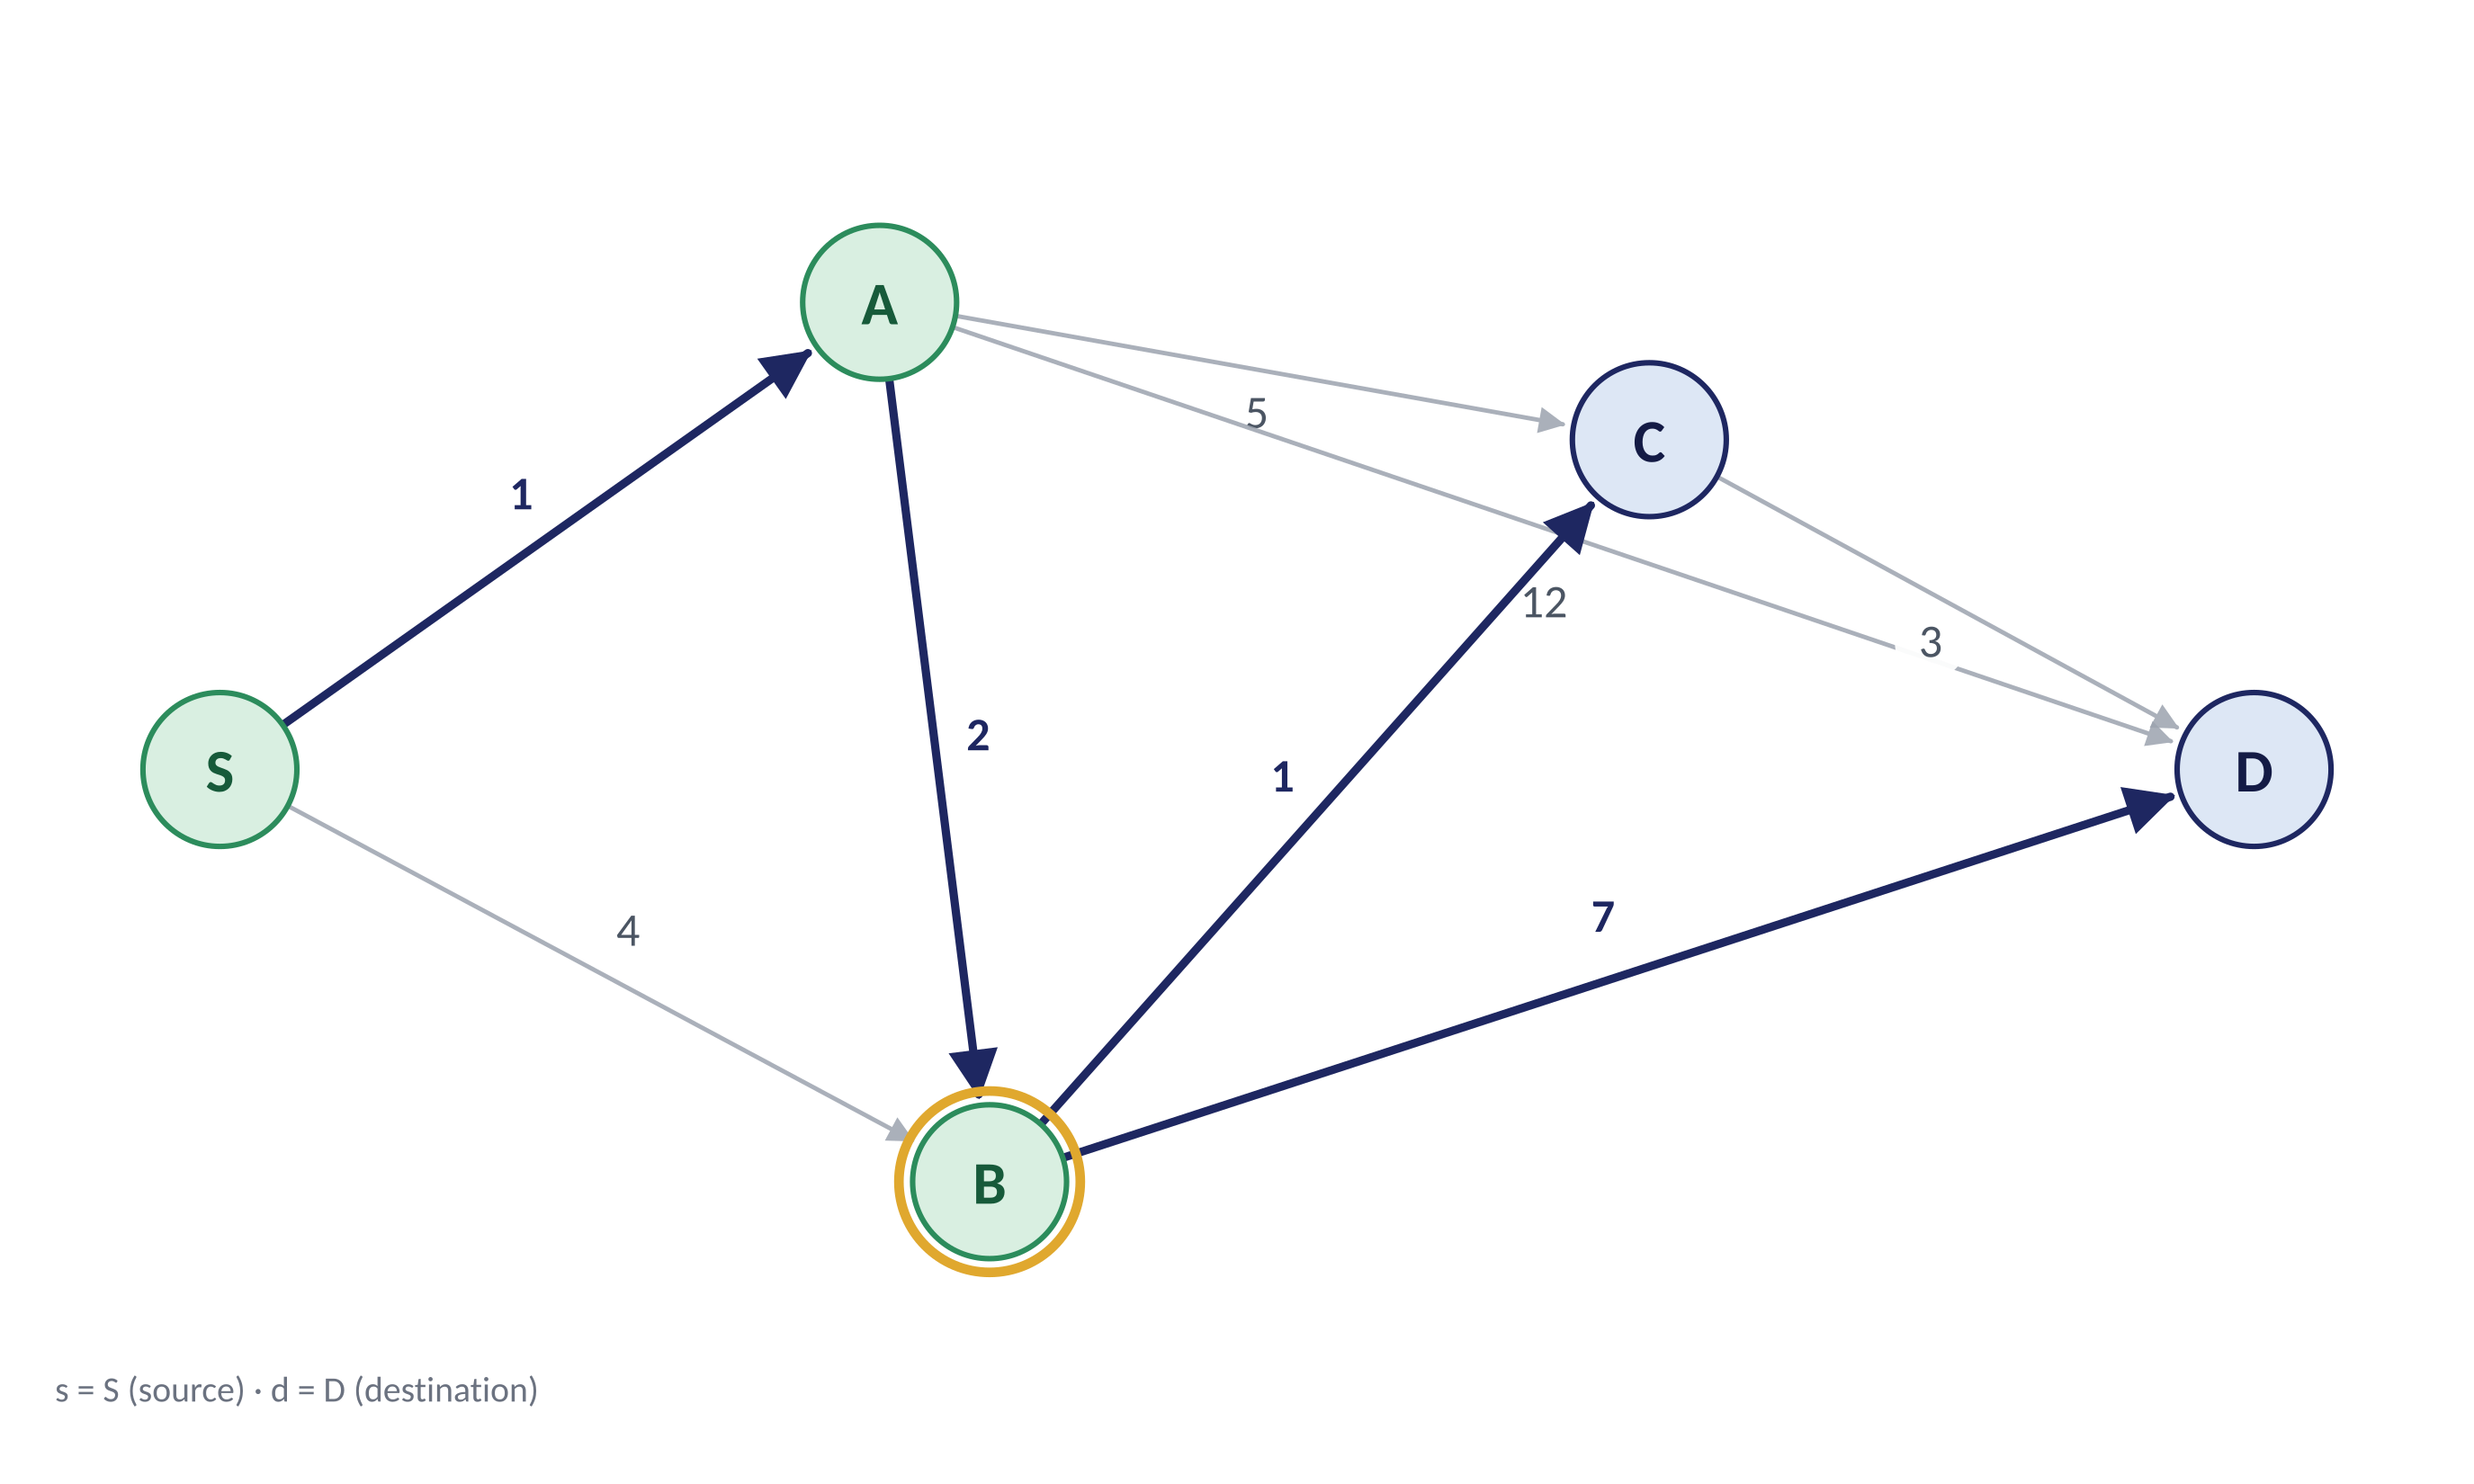 A
5
C
1
12
3
2
S
1
D
7
4
B
s = S (source) · d = D (destination)